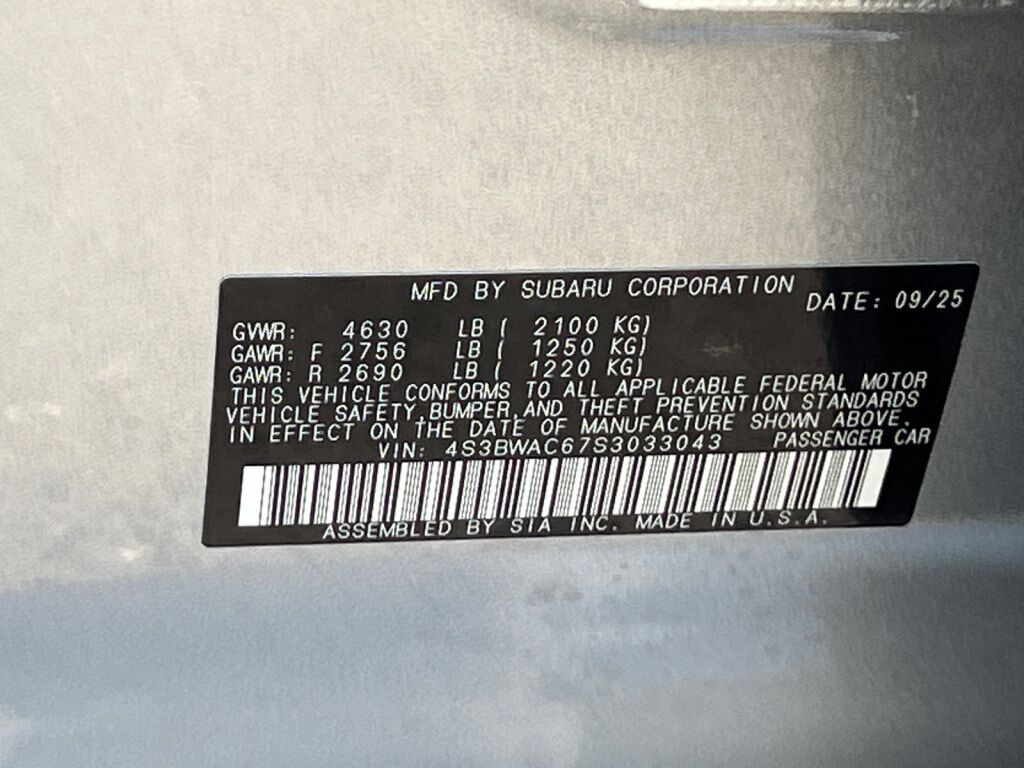 MFD BY SUBARU CORPORATION DATE: 09/25
GVWR: 4630 LB ( 2100 KG)
GAWR: F 2756 LB ( 1250 KG)
GAWR: R 2690 LB ( 1220 KG)
THIS VEHICLE CONFORMS TO ALL APPLICABLE FEDERAL MOTOR
VEHICLE SAFETY,BUMPER,AND THEFT PREVENTION STANDARDS
IN EFFECT ON THE DATE OF MANUFACTURE SHOWN ABOVE.
VIN: 4S3BWAC67S3033043 PASSENGER CAR
ASSEMBLED BY SIA INC. MADE IN U.S.A.